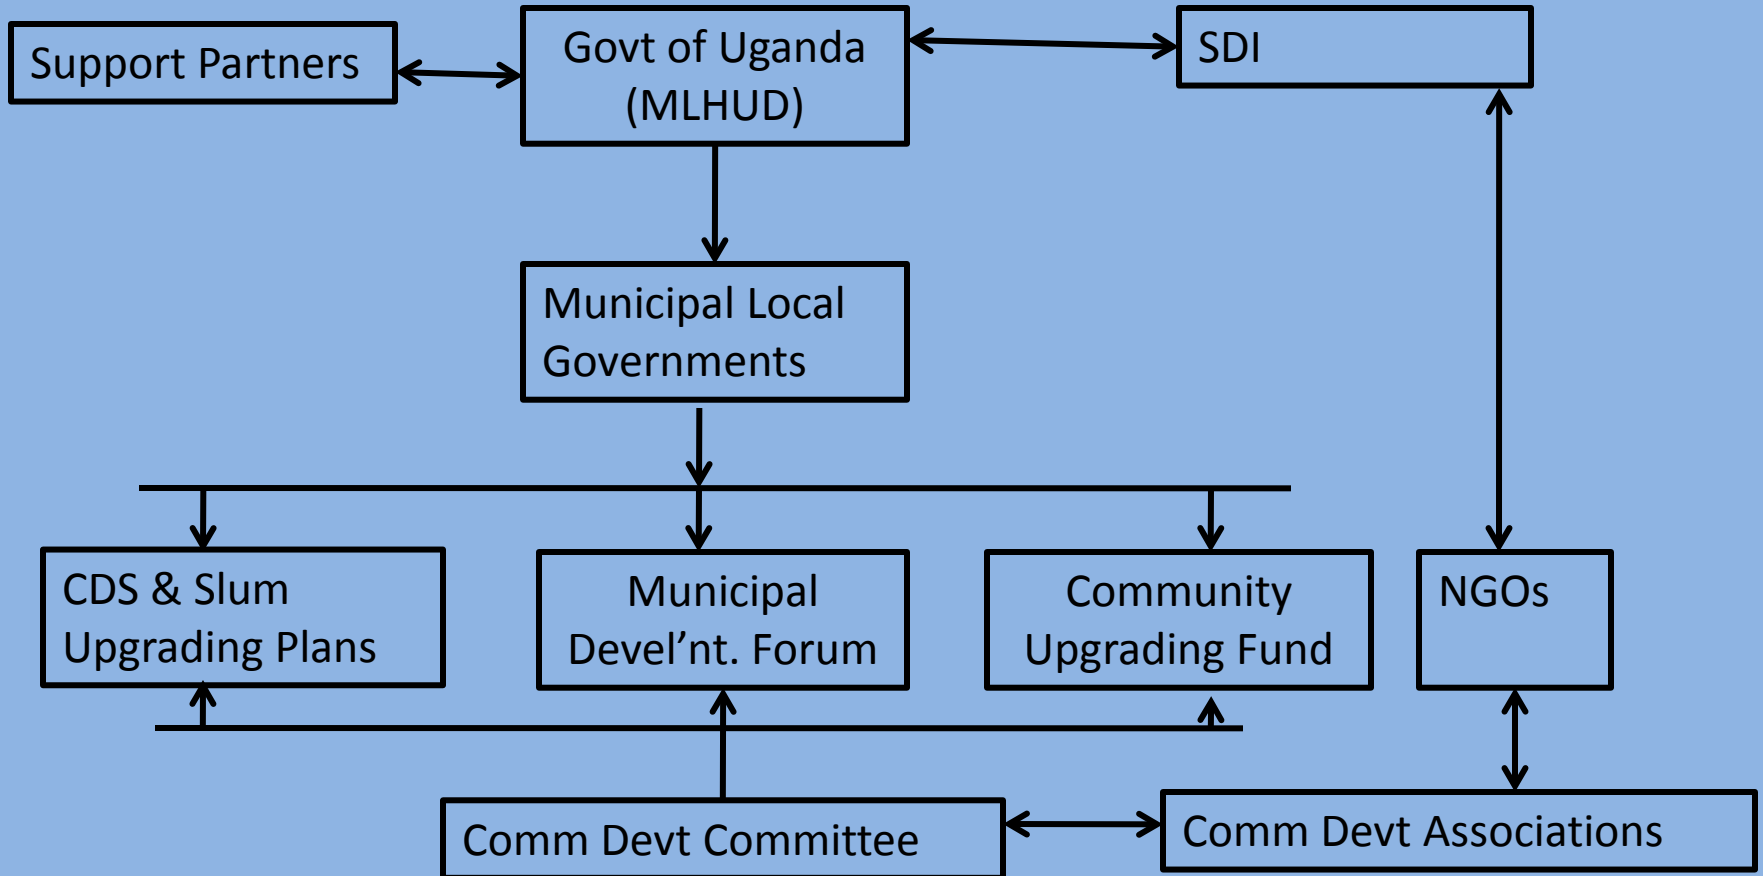 Support Partners
Govt of Uganda
(MLHUD)
SDI
Municipal Local
Governments
CDS & Slum
Upgrading Plans
Municipal
Devel’nt. Forum
Community
Upgrading Fund
NGOs
Comm Devt Committee
Comm Devt Associations